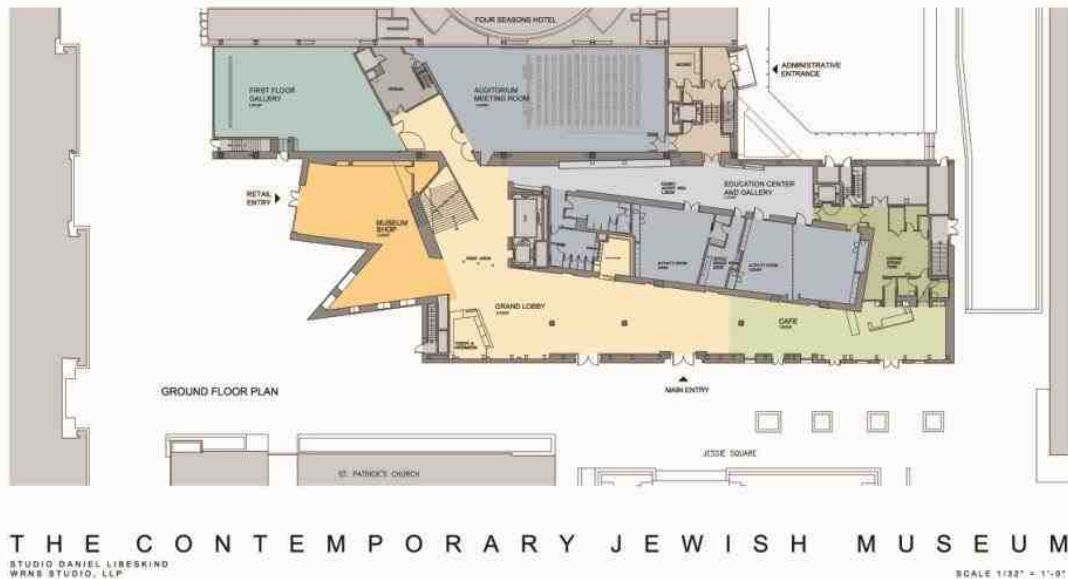 FOUR SEASONS HOTEL
ADMINISTRATIVE
ENTRANCE
FIRST FLOOR
GALLERY
AUDITORIUM
MEETING ROOM
RETAIL
ENTRY
MUSEUM
SHOP
EDUCATION CENTER
AND GALLERY
GRAND LOBBY
CAFE
GROUND FLOOR PLAN
MAIN ENTRY
JESSIE SQUARE
ST. PATRICK'S CHURCH
THE CONTEMPORARY JEWISH MUSEUM
STUDIO DANIEL LIBESKIND
WRNS STUDIO, LLP
SCALE 1/32" = 1'-0"